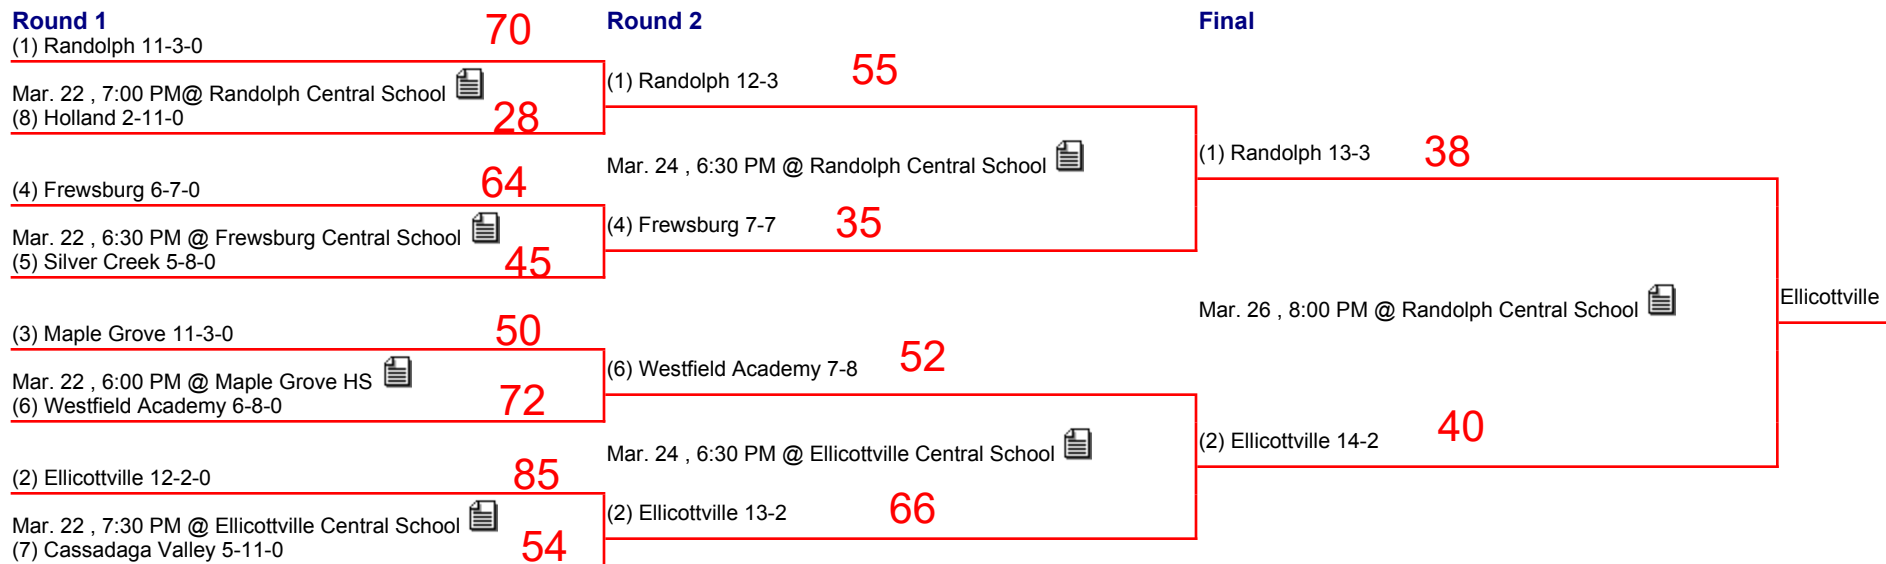 Round 1
(1) Randolph 11-3-0
70
Mar. 22 , 7:00 PM@ Randolph Central School
(8) Holland 2-11-0
28
(4) Frewsburg 6-7-0
64
Mar. 22 , 6:30 PM @ Frewsburg Central School
(5) Silver Creek 5-8-0
45
(3) Maple Grove 11-3-0
50
Mar. 22 , 6:00 PM @ Maple Grove HS
(6) Westfield Academy 6-8-0
72
(2) Ellicottville 12-2-0
85
Mar. 22 , 7:30 PM @ Ellicottville Central School
(7) Cassadaga Valley 5-11-0
54
Round 2
(1) Randolph 12-3
55
Mar. 24 , 6:30 PM @ Randolph Central School
(4) Frewsburg 7-7
35
(6) Westfield Academy 7-8
52
Mar. 24 , 6:30 PM @ Ellicottville Central School
(2) Ellicottville 13-2
66
Final
(1) Randolph 13-3
38
Mar. 26 , 8:00 PM @ Randolph Central School
(2) Ellicottville 14-2
40
Ellicottville